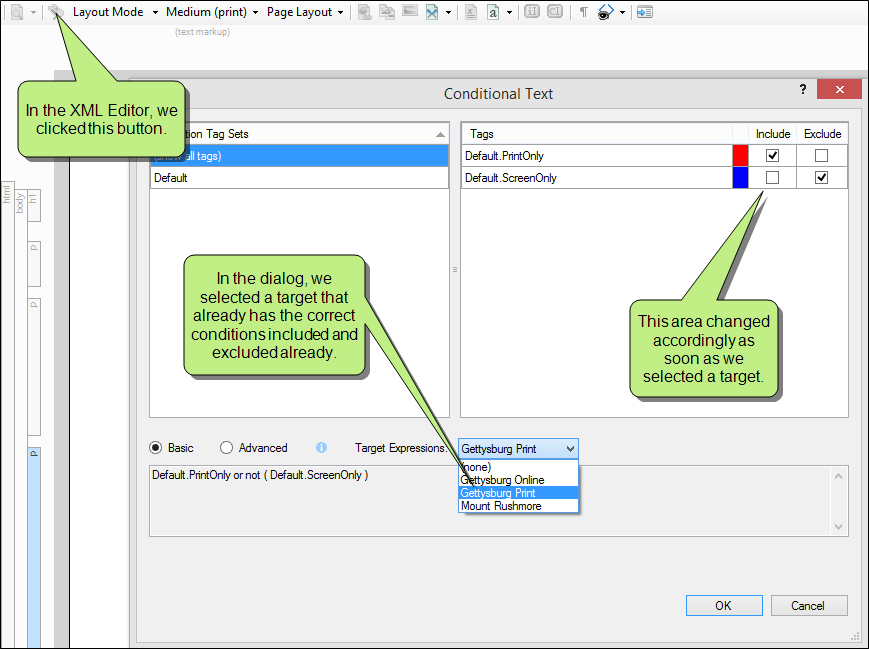 Layout Mode Medium (print) Page Layout
(text markup)
In the XML Editor, we
clicked this button.
Conditional Text
?
Tag Sets
Tags Include Exclude
all tags)
Default
Default.PrintOnly
Default.ScreenOnly
html
body
h1
p
p
p
In the dialog, we
selected a target that
already has the correct
conditions included and
excluded already.
This area changed
accordingly as
soon as we
selected a target.
Basic Advanced Target Expressions: Gettysburg Print
(none)
Gettysburg Online
Gettysburg Print
Mount Rushmore
Default.PrintOnly or not ( Default.ScreenOnly )
OK Cancel